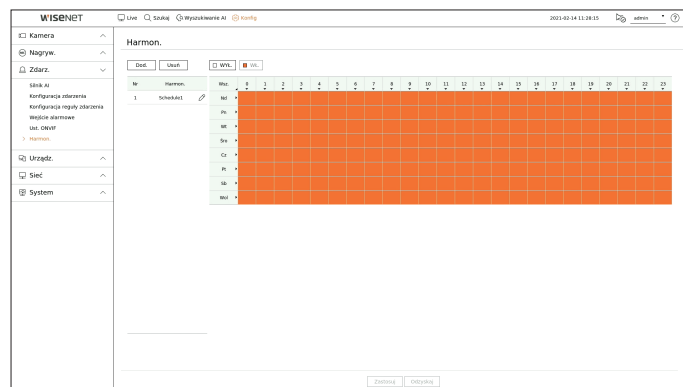 WISENET
Live Szukaj Wyszukiwanie AI Konfig
2021-02-14 11:28:15 admin ?
Kamera
Nagryw.
Zdarz.
Silnik AI
Konfiguracja zdarzenia
Konfiguracja reguły zdarzenia
Wejście alarmowe
Ust. ONVIF
> Harmon.
Urządz.
Sieć
System
Harmon.
Dod. Usuń WYŁ. Wł.
Nr Harmon.
1 Schedule1
Wsz. 0 1 2 3 4 5 6 7 8 9 10 11 12 13 14 15 16 17 18 19 20 21 22 23
Nd
Pn
Wt
Śro
Cz
Pt
Sb
Wol
Zastosuj Odzyskaj